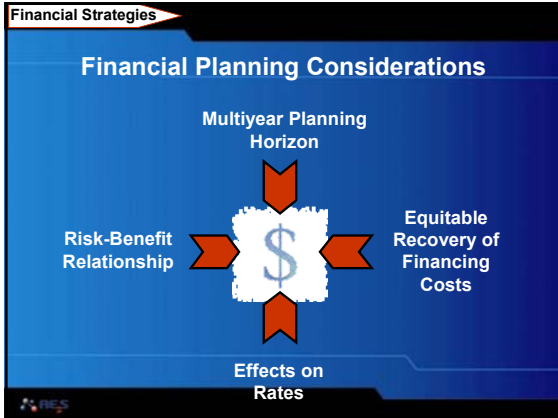 Financial Strategies
Financial Planning Considerations
Multiyear Planning
Horizon
Risk-Benefit
Relationship
$
Equitable
Recovery of
Financing
Costs
Effects on
Rates
AES